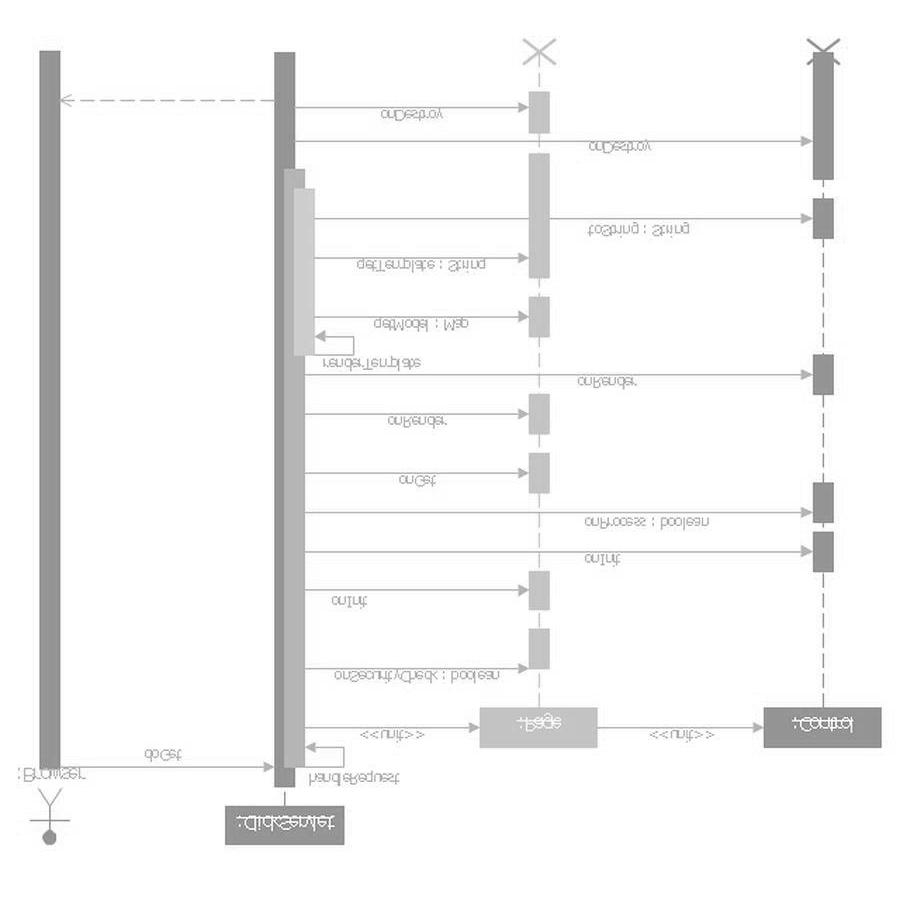 :ClickServlet
:Browser
handleRequest
doGet
<<init>>
<<init>>
:Page
:Control
onSecurityCheck : boolean
onInit
onInit
onProcess : boolean
onGet
onRender
onRender
renderTemplate
getModel : Map
getTemplate : String
toString : String
onDestroy
onDestroy